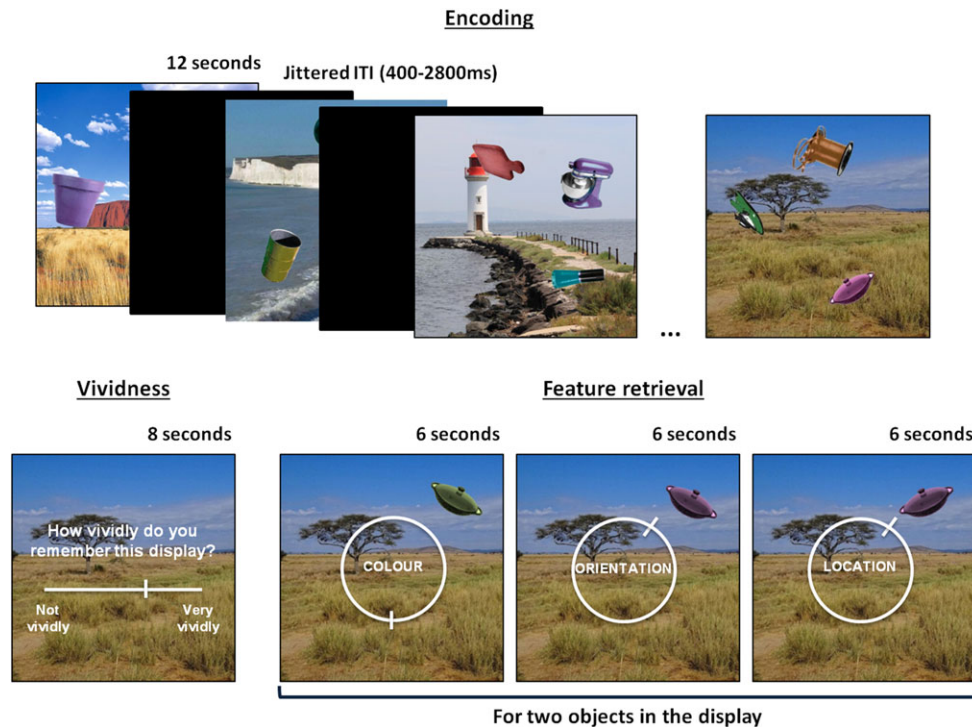 Encoding
12 seconds
Jittered ITI (400-2800ms)
...
Vividness
Feature retrieval
8 seconds
6 seconds
6 seconds
6 seconds
How vividly do you
remember this display?
Not
vividly
Very
vividly
COLOUR
ORIENTATION
LOCATION
For two objects in the display